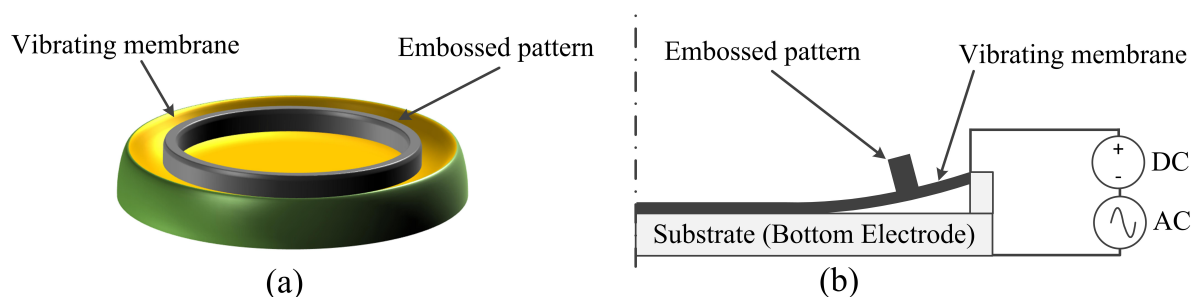 Vibrating membrane
Embossed pattern
(a)
Embossed pattern
Vibrating membrane
+
-
DC
AC
Substrate (Bottom Electrode)
(b)